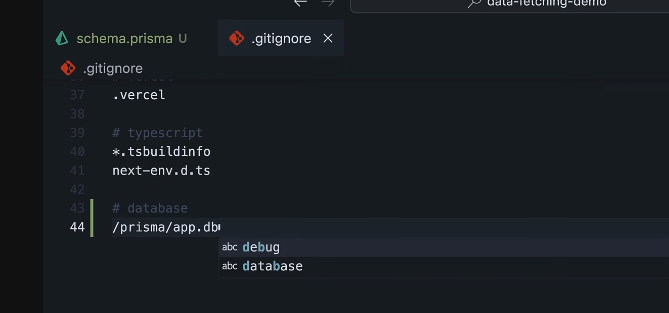 data-fetching-demo
schema.prisma U
.gitignore
.gitignore
37 .vercel
38
39 # typescript
40 *.tsbuildinfo
41 next-env.d.ts
42
43 # database
44 /prisma/app.db
abc debug
abc database